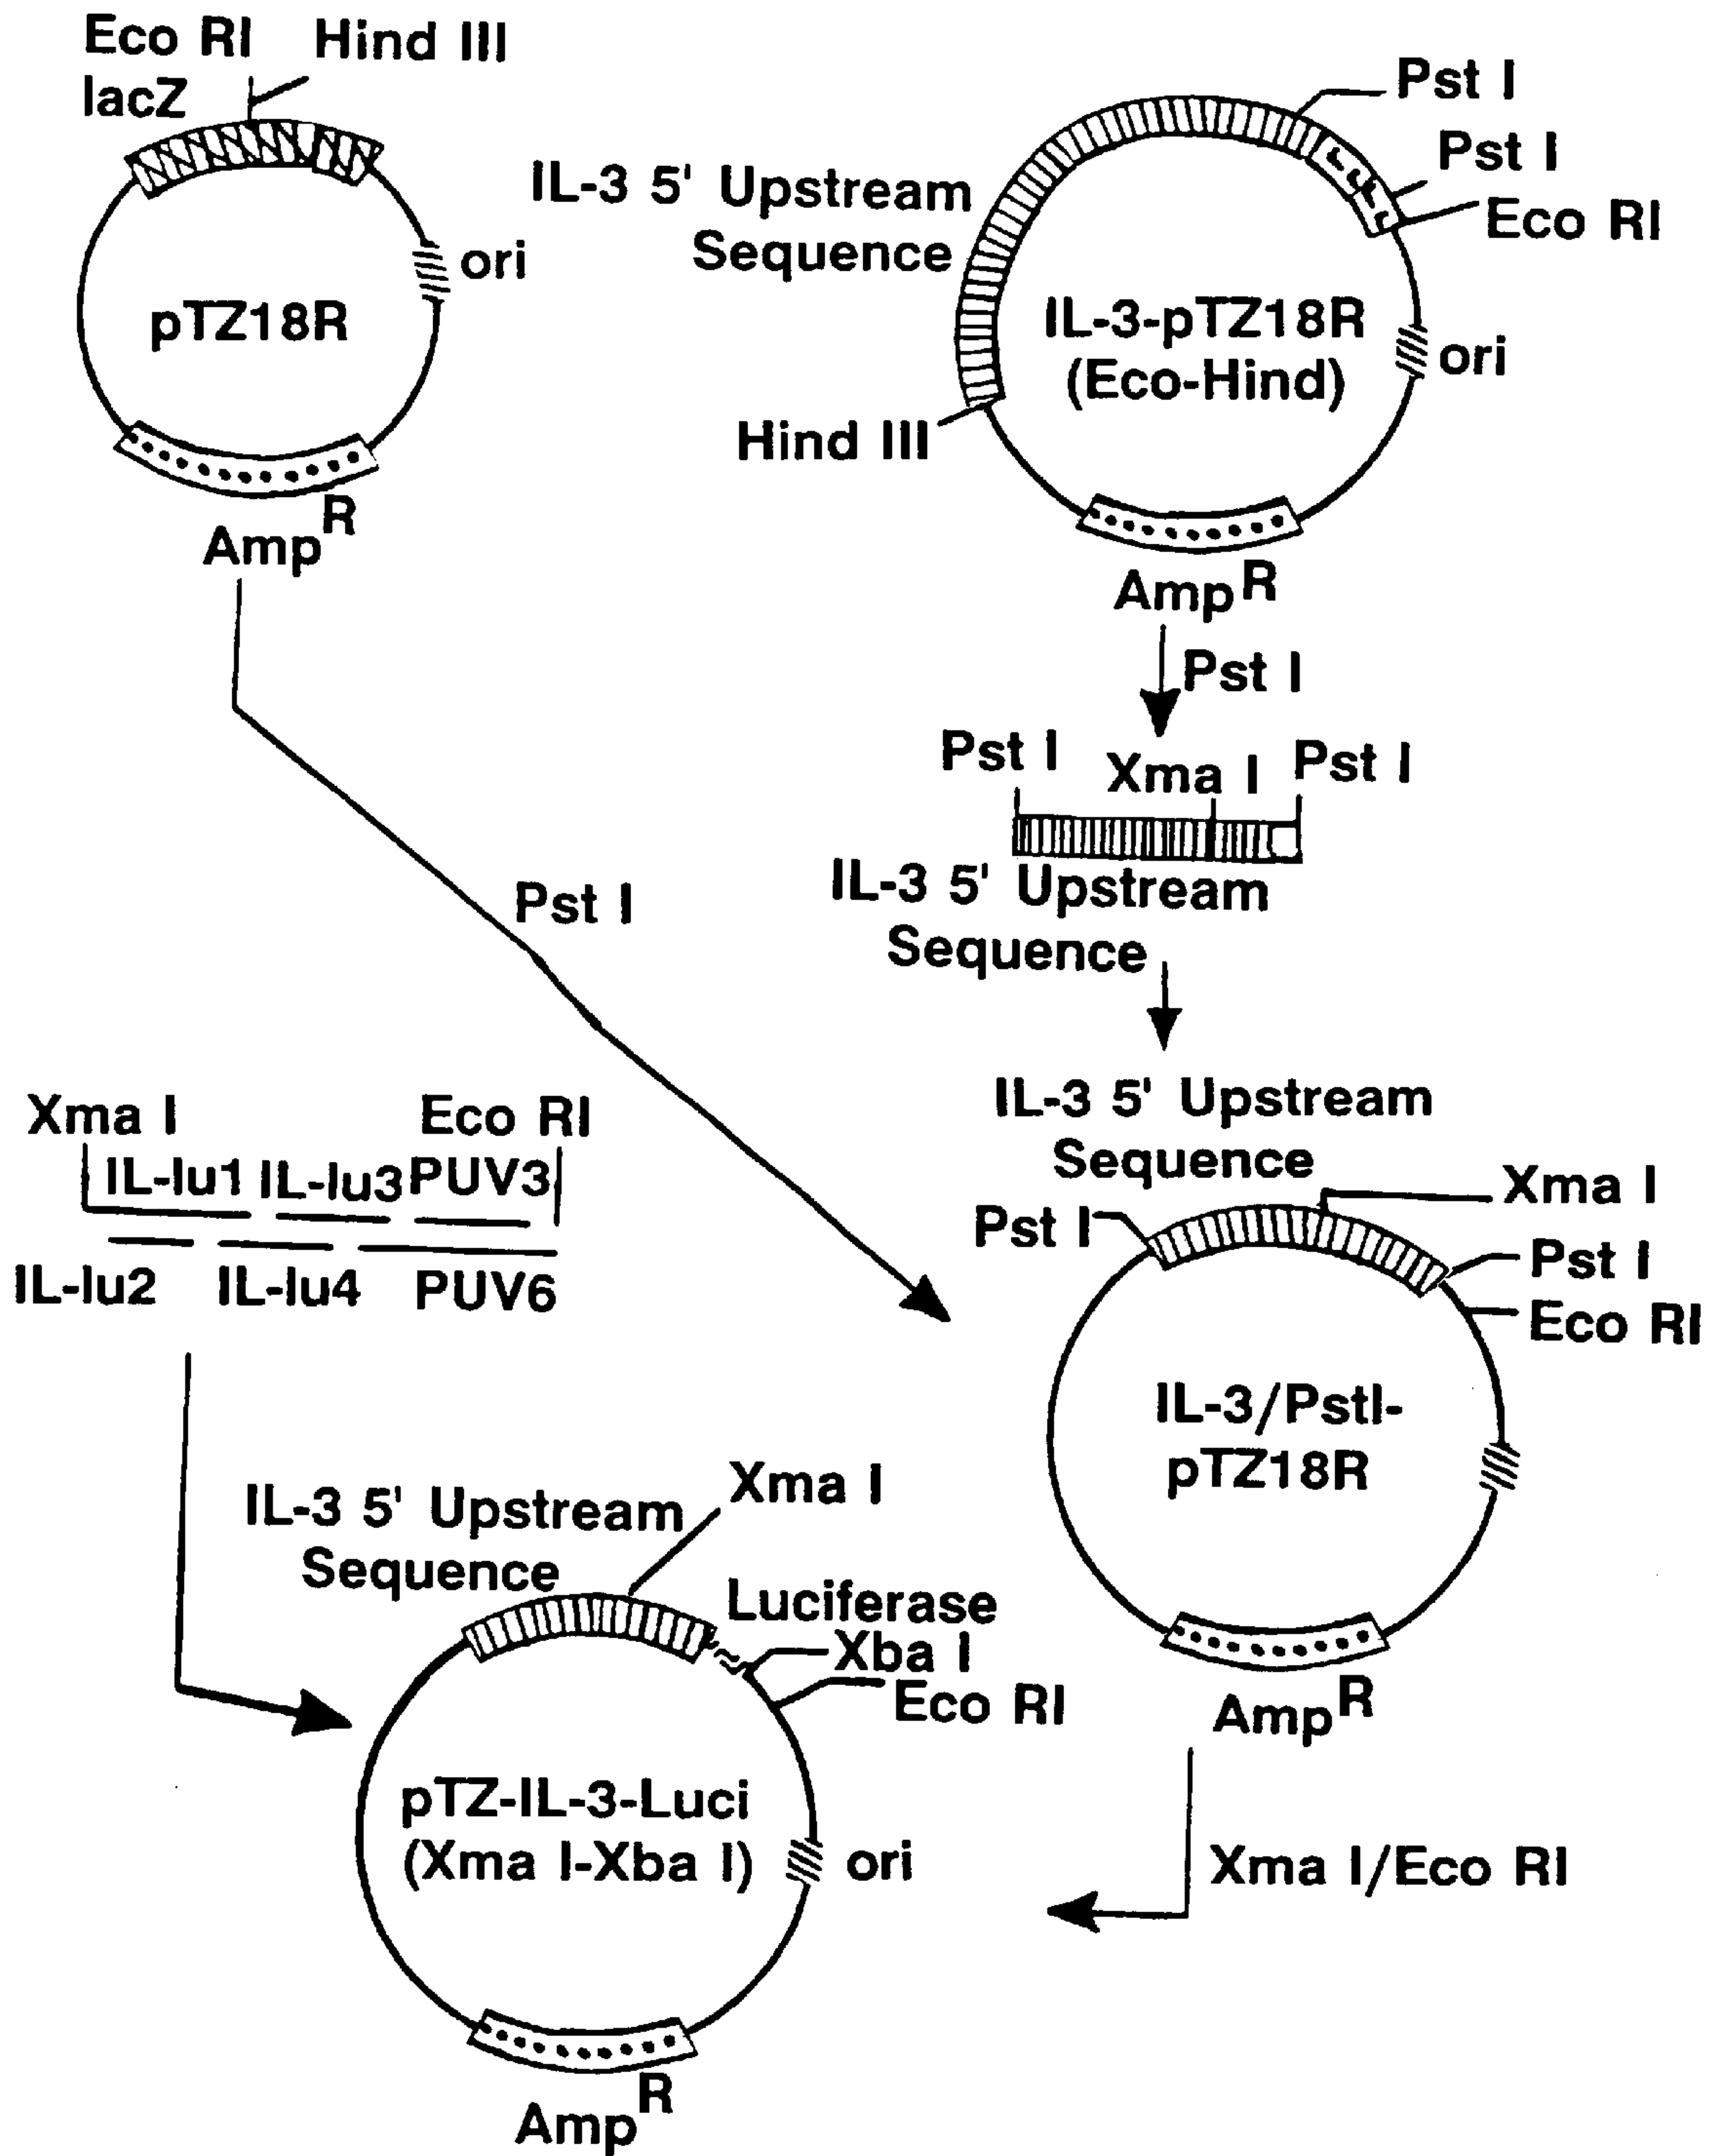 Eco RI
Hind III
lacZ
ori
pTZ18R
Amp R
Pst I
Pst I
Eco RI
IL-3 5' Upstream
Sequence
IL-3-pTZ18R
(Eco-Hind)
ori
Hind III
Amp R
Pst I
Pst I
Xma I
Pst I
IL-3 5' Upstream
Sequence
Pst I
IL-3 5' Upstream
Sequence
Xma I
Pst I
Pst I
Eco RI
IL-3/PstI-
pTZ18R
Amp R
Xma I/Eco RI
Xma I
Eco RI
IL-lu1
IL-lu3
PUV3
IL-lu2
IL-lu4
PUV6
IL-3 5' Upstream
Sequence
Xma I
Luciferase
Xba I
Eco RI
pTZ-IL-3-Luci
(Xma I-Xba I)
ori
Amp R